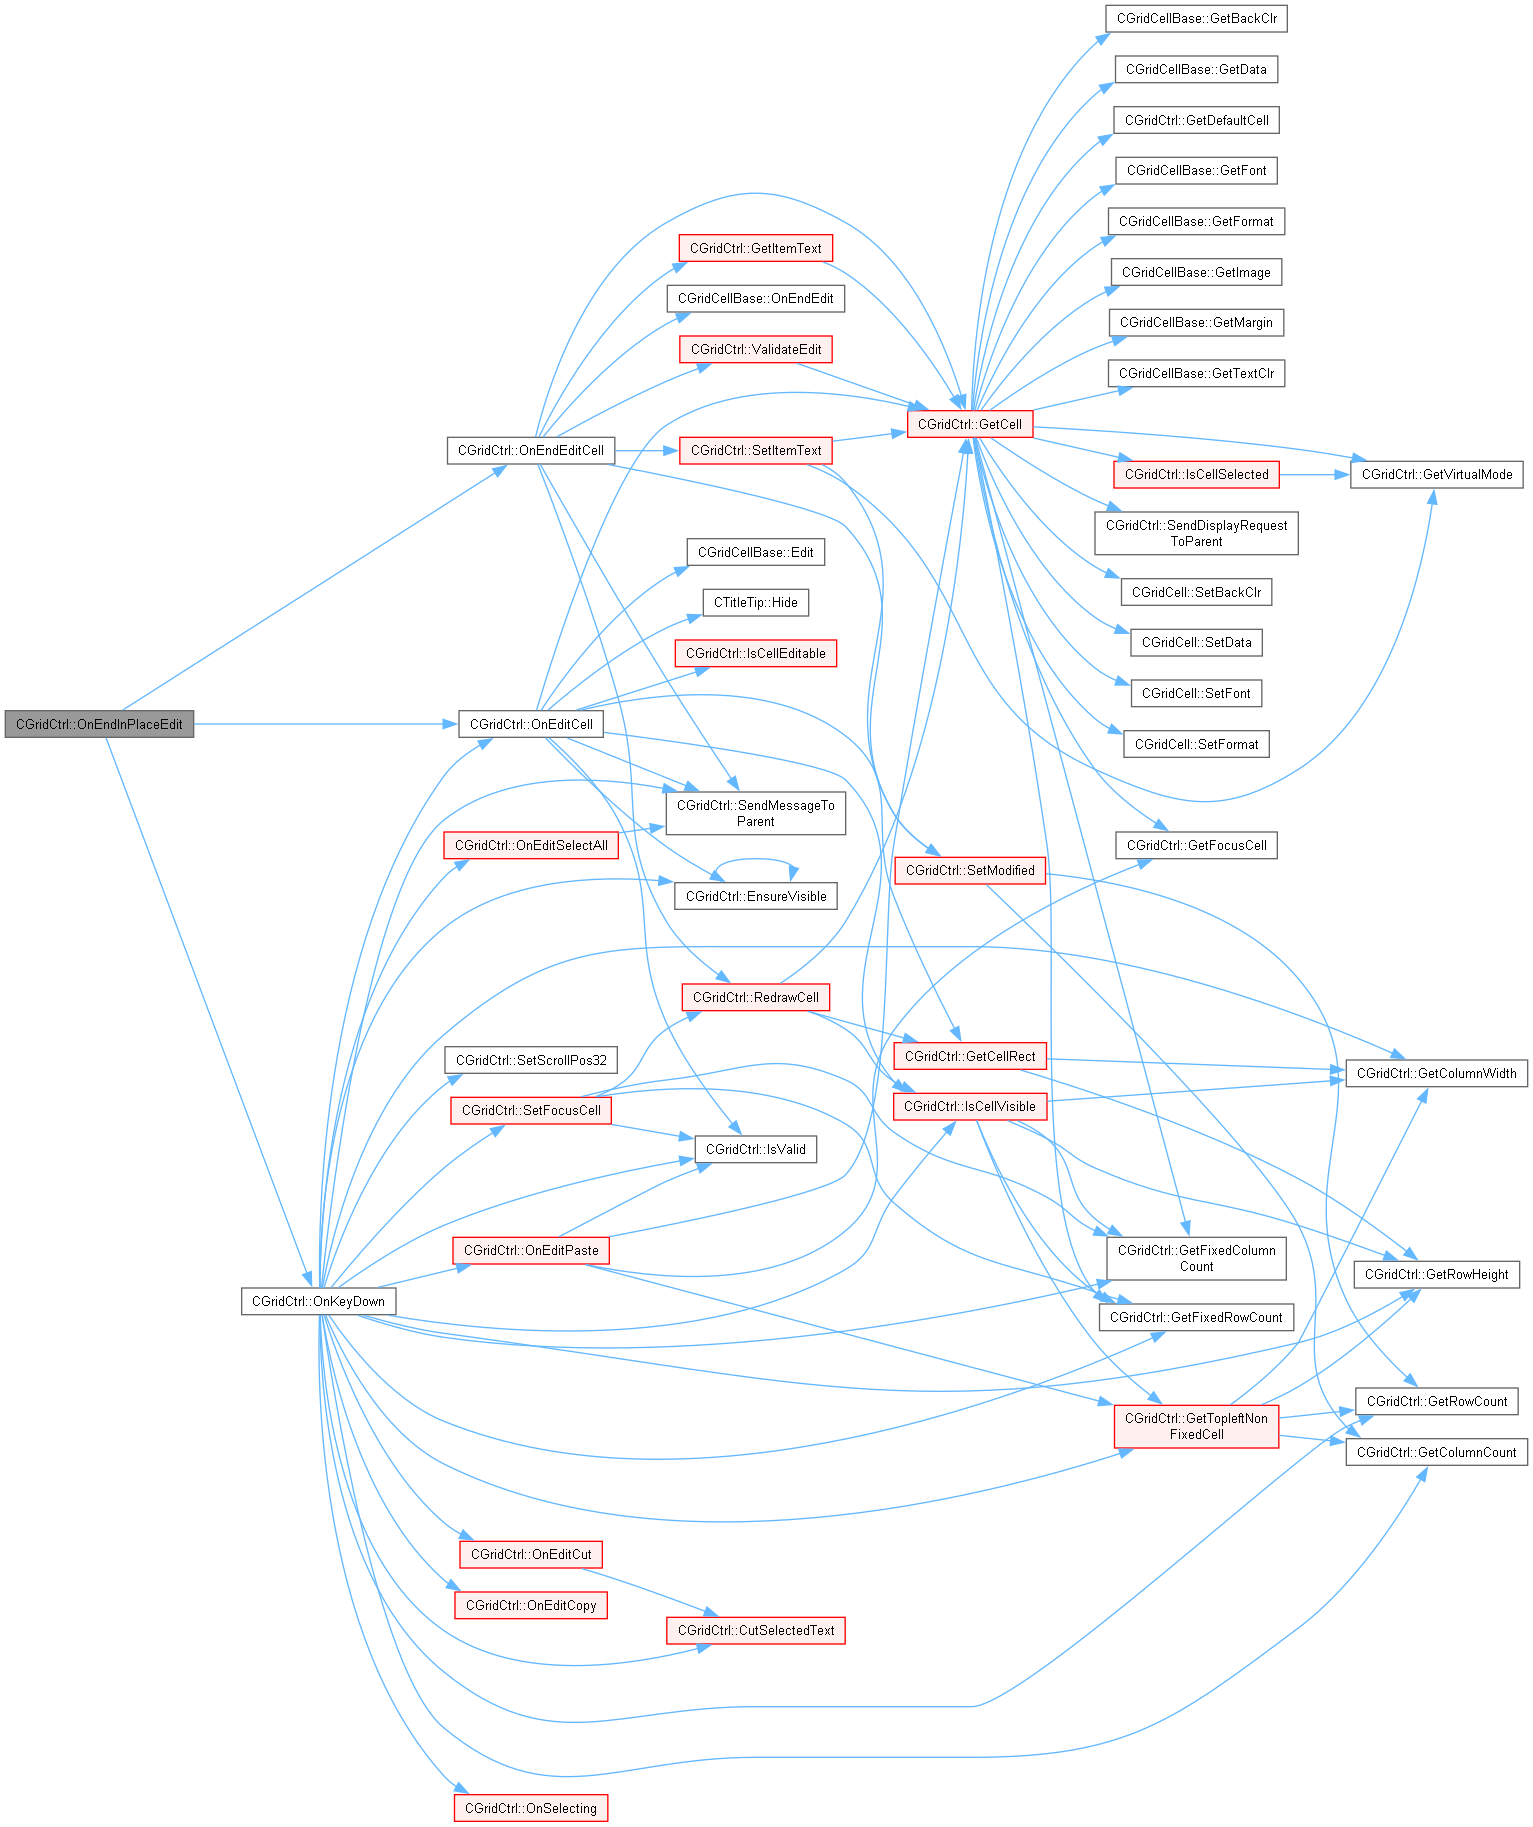 CGridCellBase::GetBackClr
CGridCellBase::GetData
CGridCtrl::GetDefaultCell
CGridCellBase::GetFont
CGridCellBase::GetFormat
CGridCtrl::GetItemText
CGridCellBase::GetImage
CGridCellBase::OnEndEdit
CGridCellBase::GetMargin
CGridCtrl::ValidateEdit
CGridCellBase::GetTextClr
CGridCtrl::GetCell
CGridCtrl::OnEndEditCell
CGridCtrl::SetItemText
CGridCtrl::IsCellSelected
CGridCtrl::GetVirtualMode
CGridCtrl::SendDisplayRequest
ToParent
CGridCellBase::Edit
CGridCell::SetBackClr
CTitleTip::Hide
CGridCell::SetData
CGridCtrl::IsCellEditable
CGridCell::SetFont
CGridCtrl::OnEndInPlaceEdit
CGridCtrl::OnEditCell
CGridCell::SetFormat
CGridCtrl::SendMessageTo
Parent
CGridCtrl::OnEditSelectAll
CGridCtrl::GetFocusCell
CGridCtrl::SetModified
CGridCtrl::EnsureVisible
CGridCtrl::RedrawCell
CGridCtrl::SetScrollPos32
CGridCtrl::GetCellRect
CGridCtrl::GetColumnWidth
CGridCtrl::SetFocusCell
CGridCtrl::IsCellVisible
CGridCtrl::IsValid
CGridCtrl::OnEditPaste
CGridCtrl::GetFixedColumn
Count
CGridCtrl::GetRowHeight
CGridCtrl::OnKeyDown
CGridCtrl::GetFixedRowCount
CGridCtrl::GetRowCount
CGridCtrl::GetTopleftNon
FixedCell
CGridCtrl::GetColumnCount
CGridCtrl::OnEditCut
CGridCtrl::OnEditCopy
CGridCtrl::CutSelectedText
CGridCtrl::OnSelecting